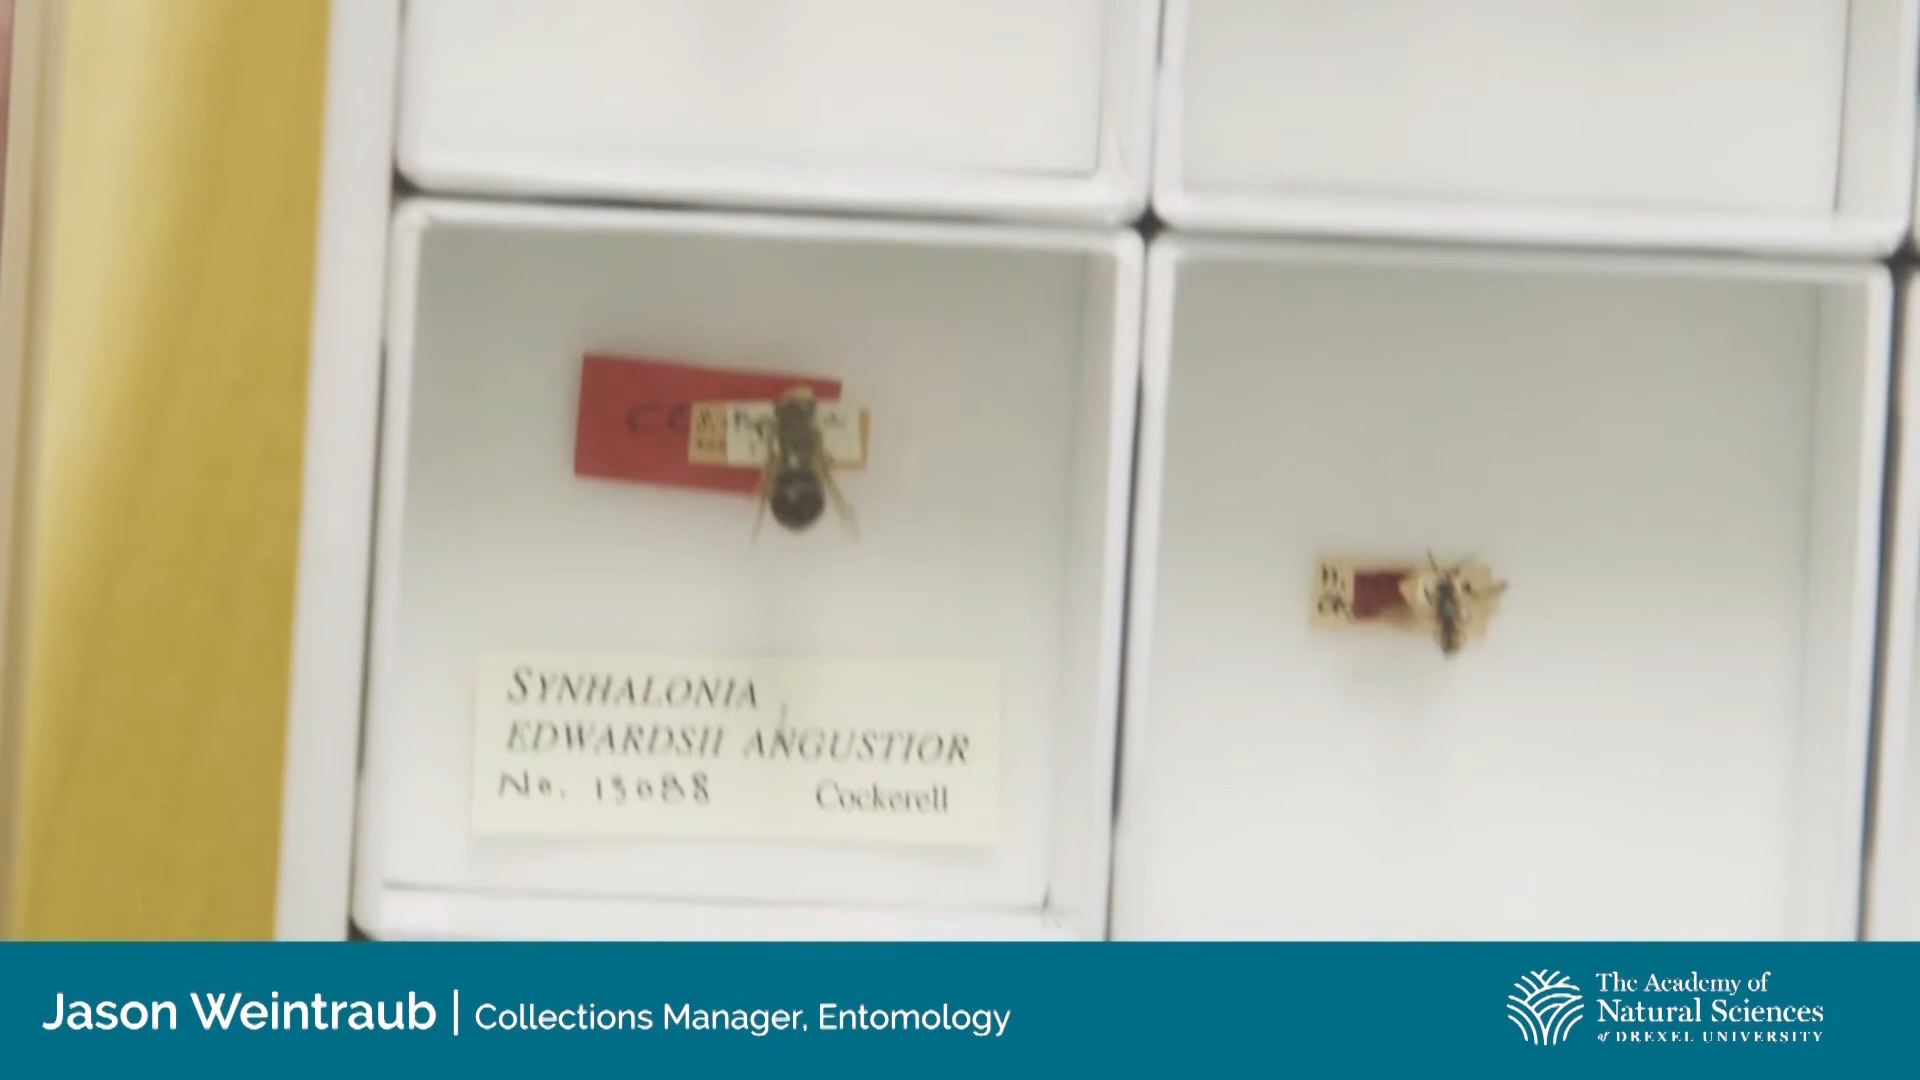 SYNHALONIA
EDWARDSII ANGUSTIOR
No. 13088 Cockerell
Jason Weintraub | Collections Manager, Entomology
The Academy of
Natural Sciences
of DREXEL UNIVERSITY